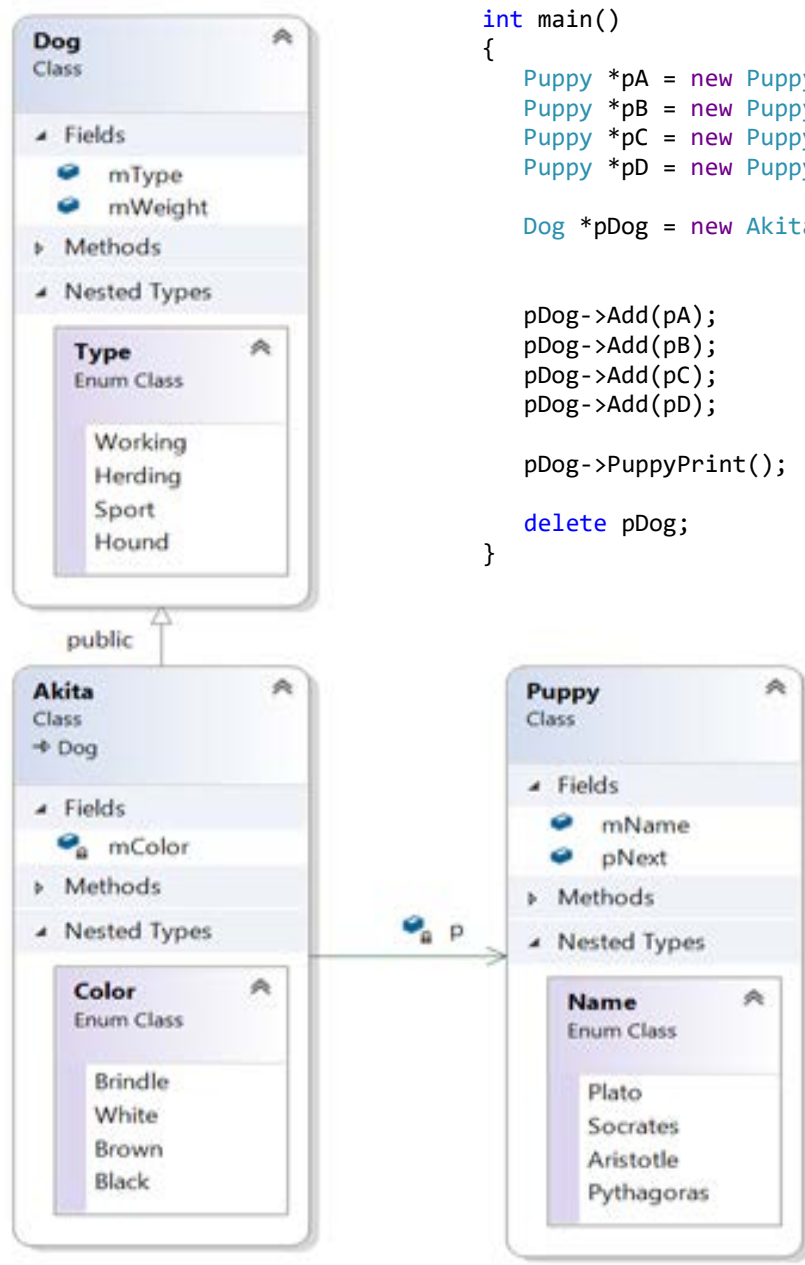 Dog
Class
Fields
mType
mWeight
Methods
Nested Types
Type
Enum Class
Working
Herding
Sport
Hound
public
Akita
Class
Dog
Fields
mColor
Methods
Nested Types
Color
Enum Class
Brindle
White
Brown
Black
int main()
{
Puppy *pA = new Puppy
Puppy *pB = new Puppy
Puppy *pC = new Puppy
Puppy *pD = new Puppy
Dog *pDog = new Akita
pDog->Add(pA);
pDog->Add(pB);
pDog->Add(pC);
pDog->Add(pD);
pDog->PuppyPrint();
delete pDog;
}
p
Puppy
Class
Fields
mName
pNext
Methods
Nested Types
Name
Enum Class
Plato
Socrates
Aristotle
Pythagoras